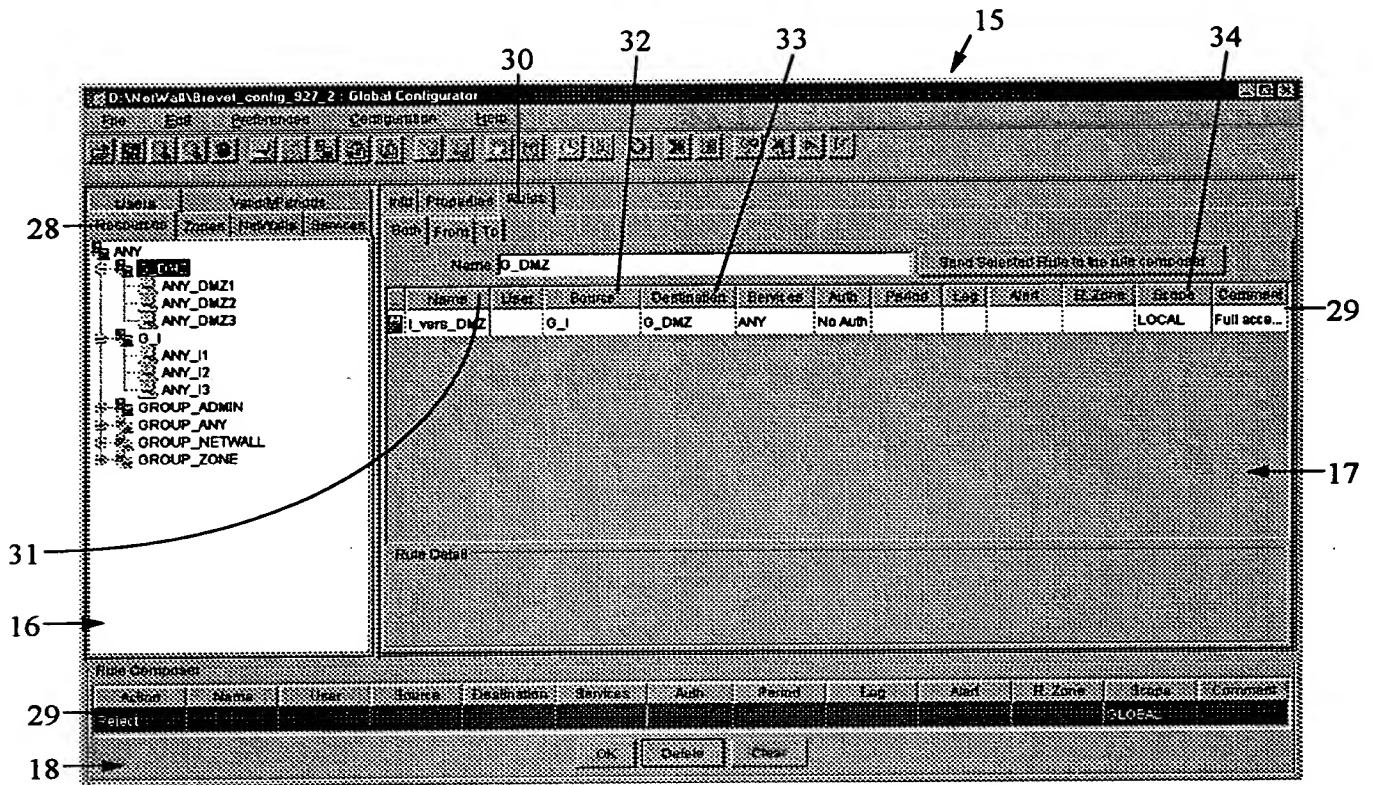 15
32
33
34
30
D:\NetWall\Brevet_config_927_2 : Global Configurator
File Edit Preferences Configuration Help
Users
Info Properties Rules
28
Resources Zones NetWalls Services
Both From To
ANY
Name G_DMZ
Send Selected Rule to the rule composer
G_DMZ
ANY_DMZ1
ANY_DMZ2
ANY_DMZ3
Name User Source Destination Services Auth Period Log Alert R. Zone Scope Comment
I_vers_DMZ G_I G_DMZ ANY No Auth LOCAL Full acce...
29
G_I
ANY_I1
ANY_I2
ANY_I3
GROUP_ADMIN
GROUP_ANY
GROUP_NETWALL
GROUP_ZONE
17
31
Rule Detail
16
Rule Composer
Action Name User Source Destination Services Auth Period Log Alert R. Zone Scope Comment
29
Reject GLOBAL
OK Delete Clear
18